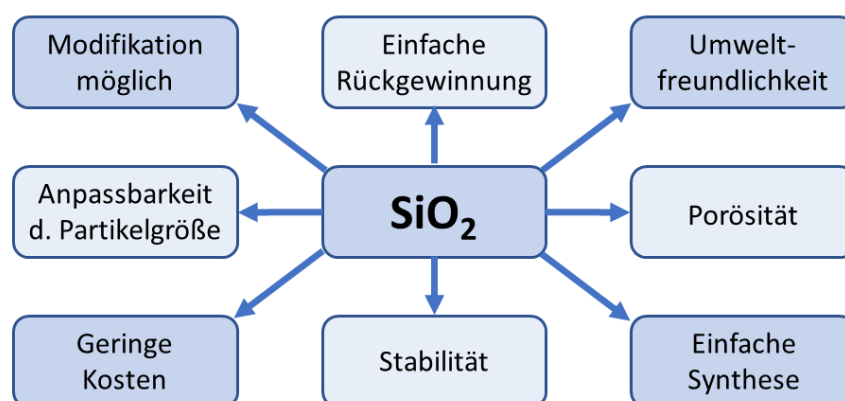 Modifikation
möglich
Einfache
Rückgewinnung
Umwelt-
freundlichkeit
Anpassbarkeit
d. Partikelgröße
SiO₂
Porösität
Geringe
Kosten
Stabilität
Einfache
Synthese